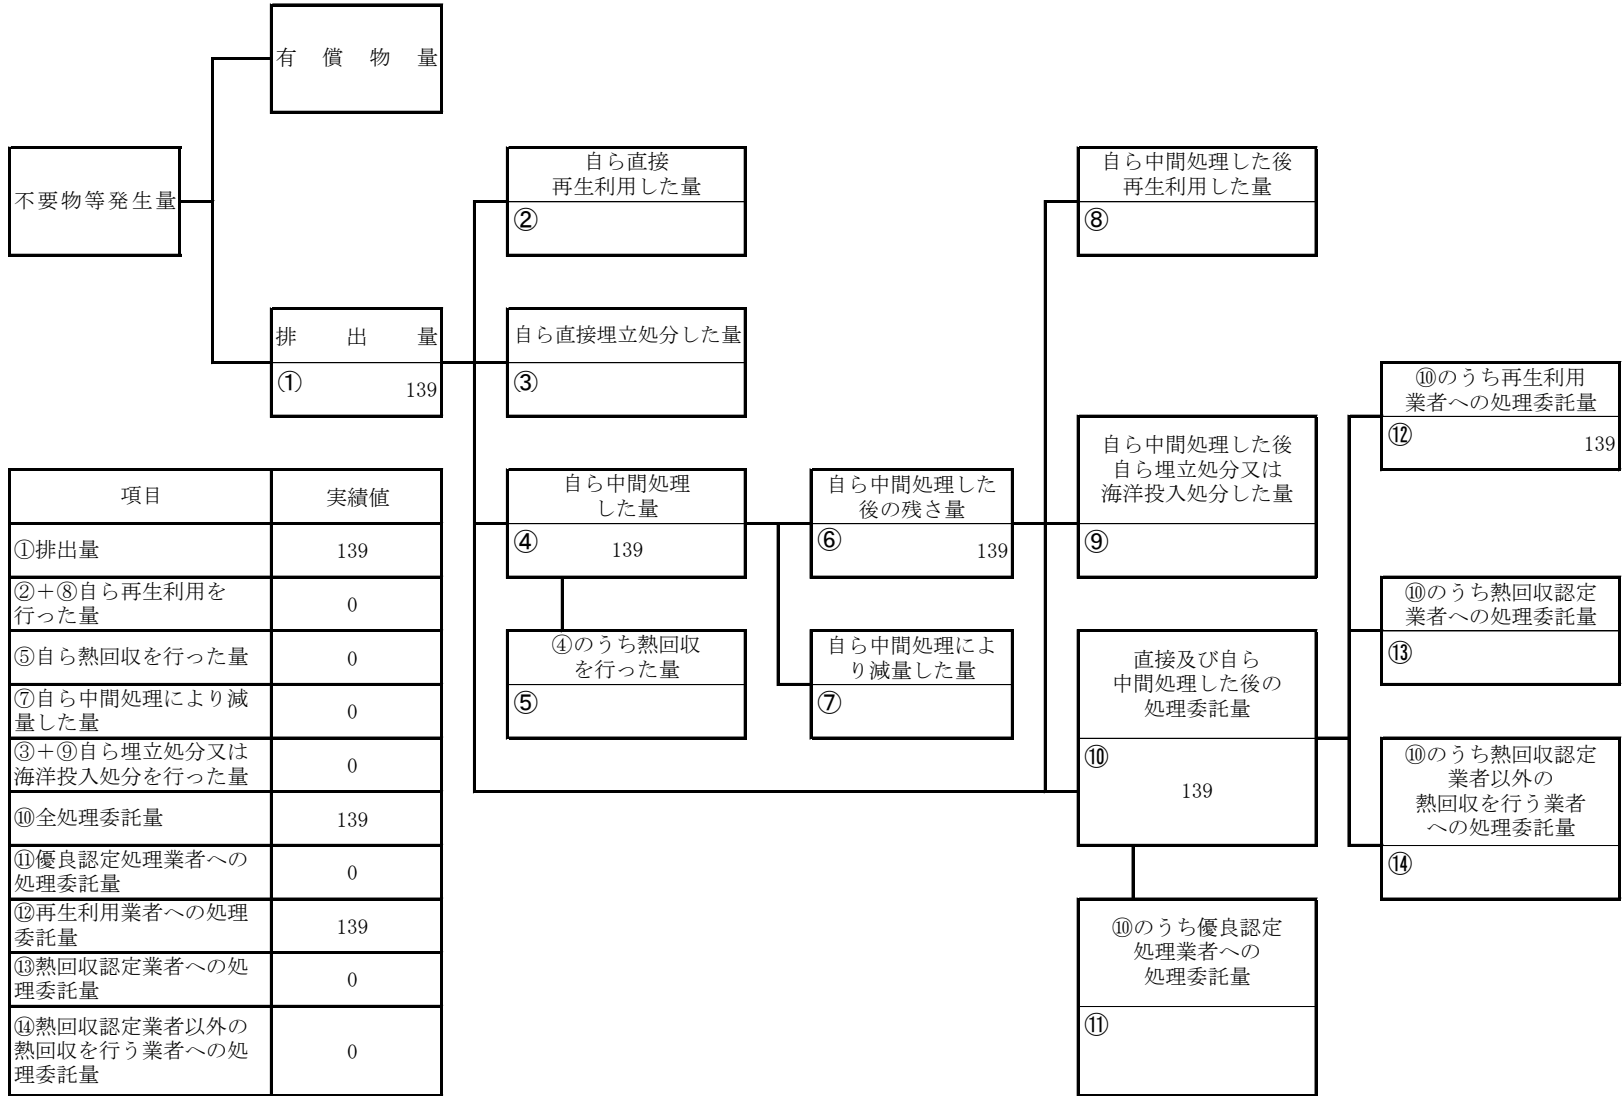 有償物量
不要物等発生量
排出量
① 139
自ら直接
再生利用した量
②
自ら直接埋立処分した量
③
自ら中間処理
した量
④ 139
④のうち熱回収
を行った量
⑤
自ら中間処理した
後の残さ量
⑥ 139
自ら中間処理によ
り減量した量
⑦
自ら中間処理した後
再生利用した量
⑧
自ら中間処理した後
自ら埋立処分又は
海洋投入処分した量
⑨
直接及び自ら
中間処理した後の
処理委託量
⑩
139
⑩のうち優良認定
処理業者への
処理委託量
⑪
⑩のうち再生利用
業者への処理委託量
⑫ 139
⑩のうち熱回収認定
業者への処理委託量
⑬
⑩のうち熱回収認定
業者以外の
熱回収を行う業者
への処理委託量
⑭
項目 実績値
①排出量 139
②+⑧自ら再生利用を
行った量 0
⑤自ら熱回収を行った量 0
⑦自ら中間処理により減
量した量 0
③+⑨自ら埋立処分又は
海洋投入処分を行った量 0
⑩全処理委託量 139
⑪優良認定処理業者への
処理委託量 0
⑫再生利用業者への処理
委託量 139
⑬熱回収認定業者への処
理委託量 0
⑭熱回収認定業者以外の
熱回収を行う業者への処
理委託量 0